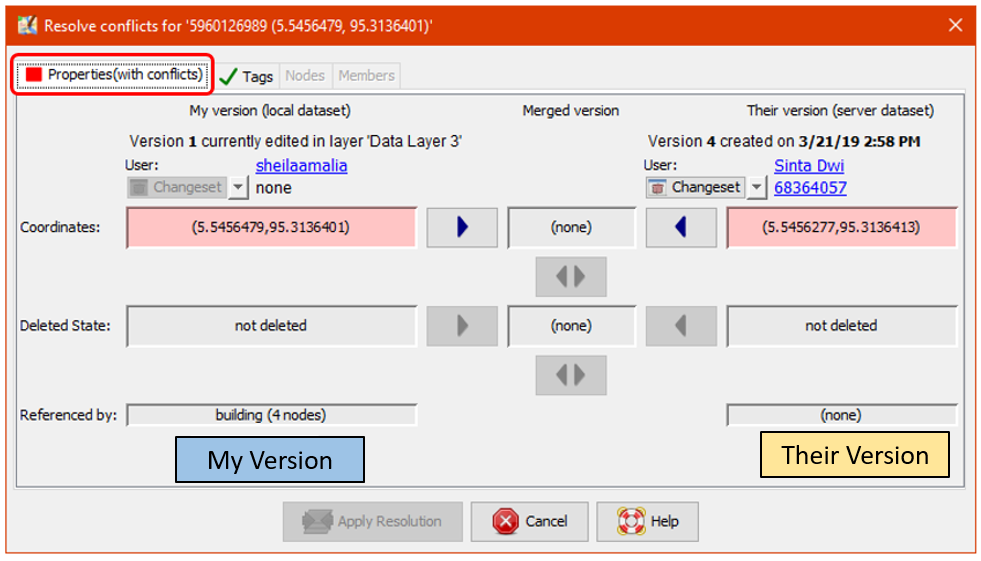 Resolve conflicts for '5960126989 (5.5456479, 95.3136401)'
Properties(with conflicts) Tags Nodes Members
My version (local dataset) Merged version Their version (server dataset)
Version 1 currently edited in layer 'Data Layer 3' Version 4 created on 3/21/19 2:58 PM
User: sheilaamalia User: Sinta Dwi
Changeset none Changeset 68364057
Coordinates: (5.5456479,95.3136401) (none) (5.5456277,95.3136413)
Deleted State: not deleted (none) not deleted
Referenced by: building (4 nodes) (none)
My Version Their Version
Apply Resolution Cancel Help